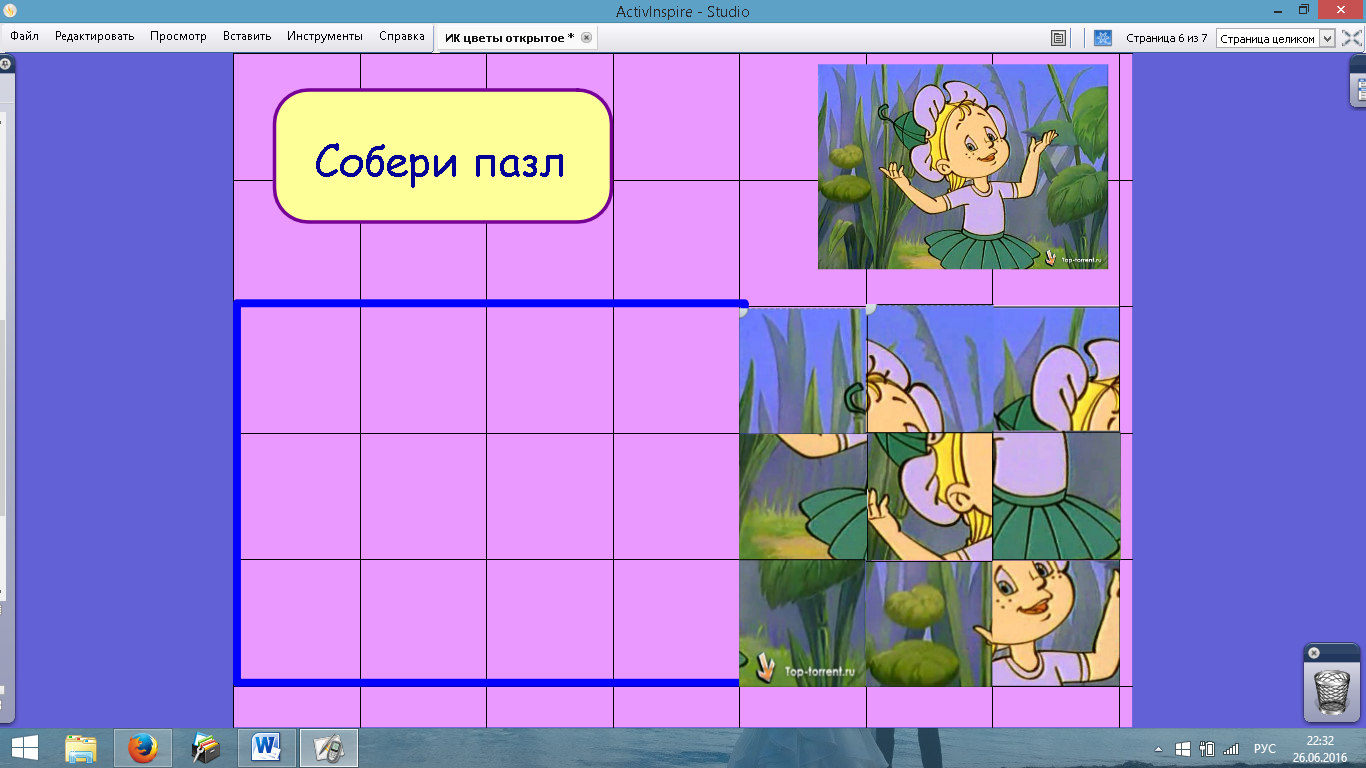 ActivInspire - Studio
Файл Редактировать Просмотр Вставить Инструменты Справка ИК цветы открытое * Страница 6 из 7 Страница целиком
Собери пазл
Top-torrent.ru
Top-torrent.ru
РУС 22:32
26.06.2016